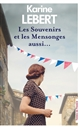 Karine
LEBERT
Les Souvenirs
et les Mensonges
aussi...